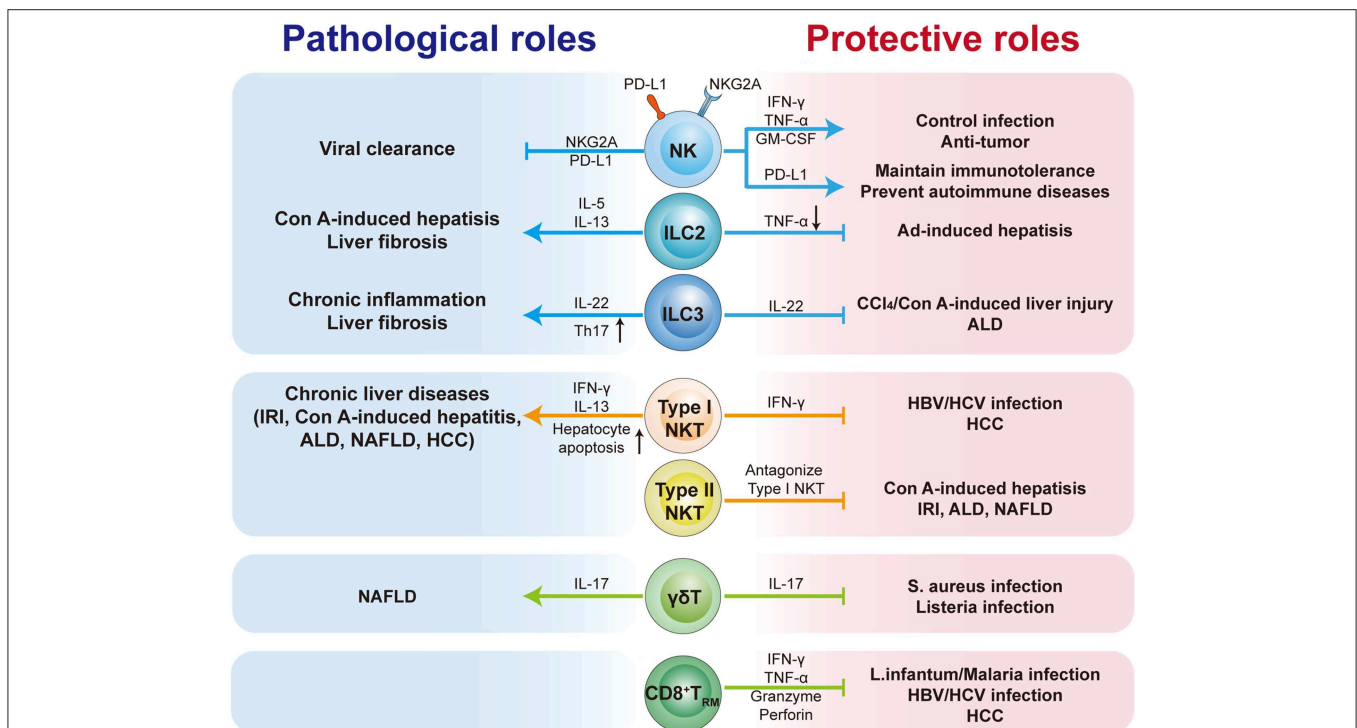 Pathological roles
Protective roles
PD-L1
NKG2A
Viral clearance
NKG2A
PD-L1
NK
IFN-γ
TNF-α
GM-CSF
Control infection
Anti-tumor
PD-L1
Maintain immunotolerance
Prevent autoimmune diseases
Con A-induced hepatisis
Liver fibrosis
IL-5
IL-13
ILC2
TNF-α
Ad-induced hepatisis
Chronic inflammation
Liver fibrosis
IL-22
Th17
ILC3
IL-22
CCl₄/Con A-induced liver injury
ALD
Chronic liver diseases
(IRI, Con A-induced hepatitis,
ALD, NAFLD, HCC)
IFN-γ
IL-13
Hepatocyte
apoptosis
Type I
NKT
IFN-γ
HBV/HCV infection
HCC
Type II
NKT
Antagonize
Type I NKT
Con A-induced hepatisis
IRI, ALD, NAFLD
NAFLD
IL-17
γδT
IL-17
S. aureus infection
Listeria infection
CD8⁺T RM
IFN-γ
TNF-α
Granzyme
Perforin
L.infantum/Malaria infection
HBV/HCV infection
HCC